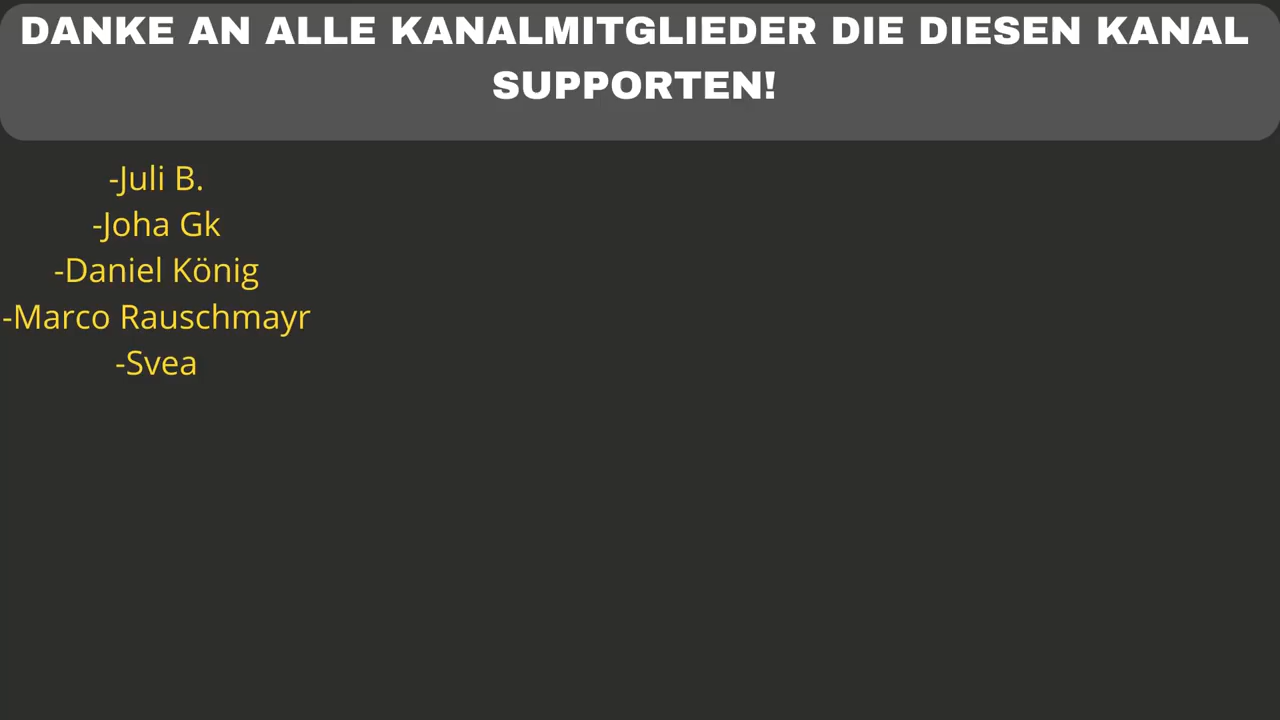 DANKE AN ALLE KANALMITGLIEDER DIE DIESEN KANAL
SUPPORTEN!
-Juli B.
-Joha Gk
-Daniel König
-Marco Rauschmayr
-Svea